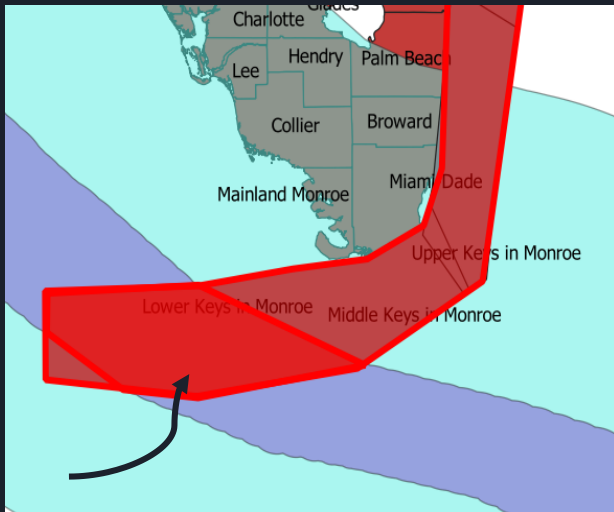 Glades
Charlotte
Hendry
Palm Beach
Lee
Collier
Broward
Mainland Monroe
Miami Dade
Upper Keys in Monroe
Lower Keys in Monroe
Middle Keys in Monroe